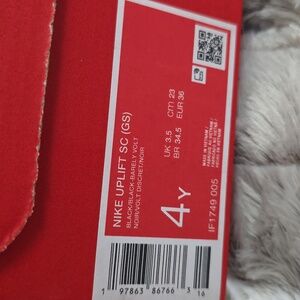 NIKE UPLIFT SC (GS)
BLACK/BLACK-BARELY VOLT
NOIR/VOLT DISCRET/NOIR
UK 3.5 CM 23
BR 34.5 EUR 36
4Y
MADE IN VIETNAM
IF1749 005
1 97863 86766 3 16